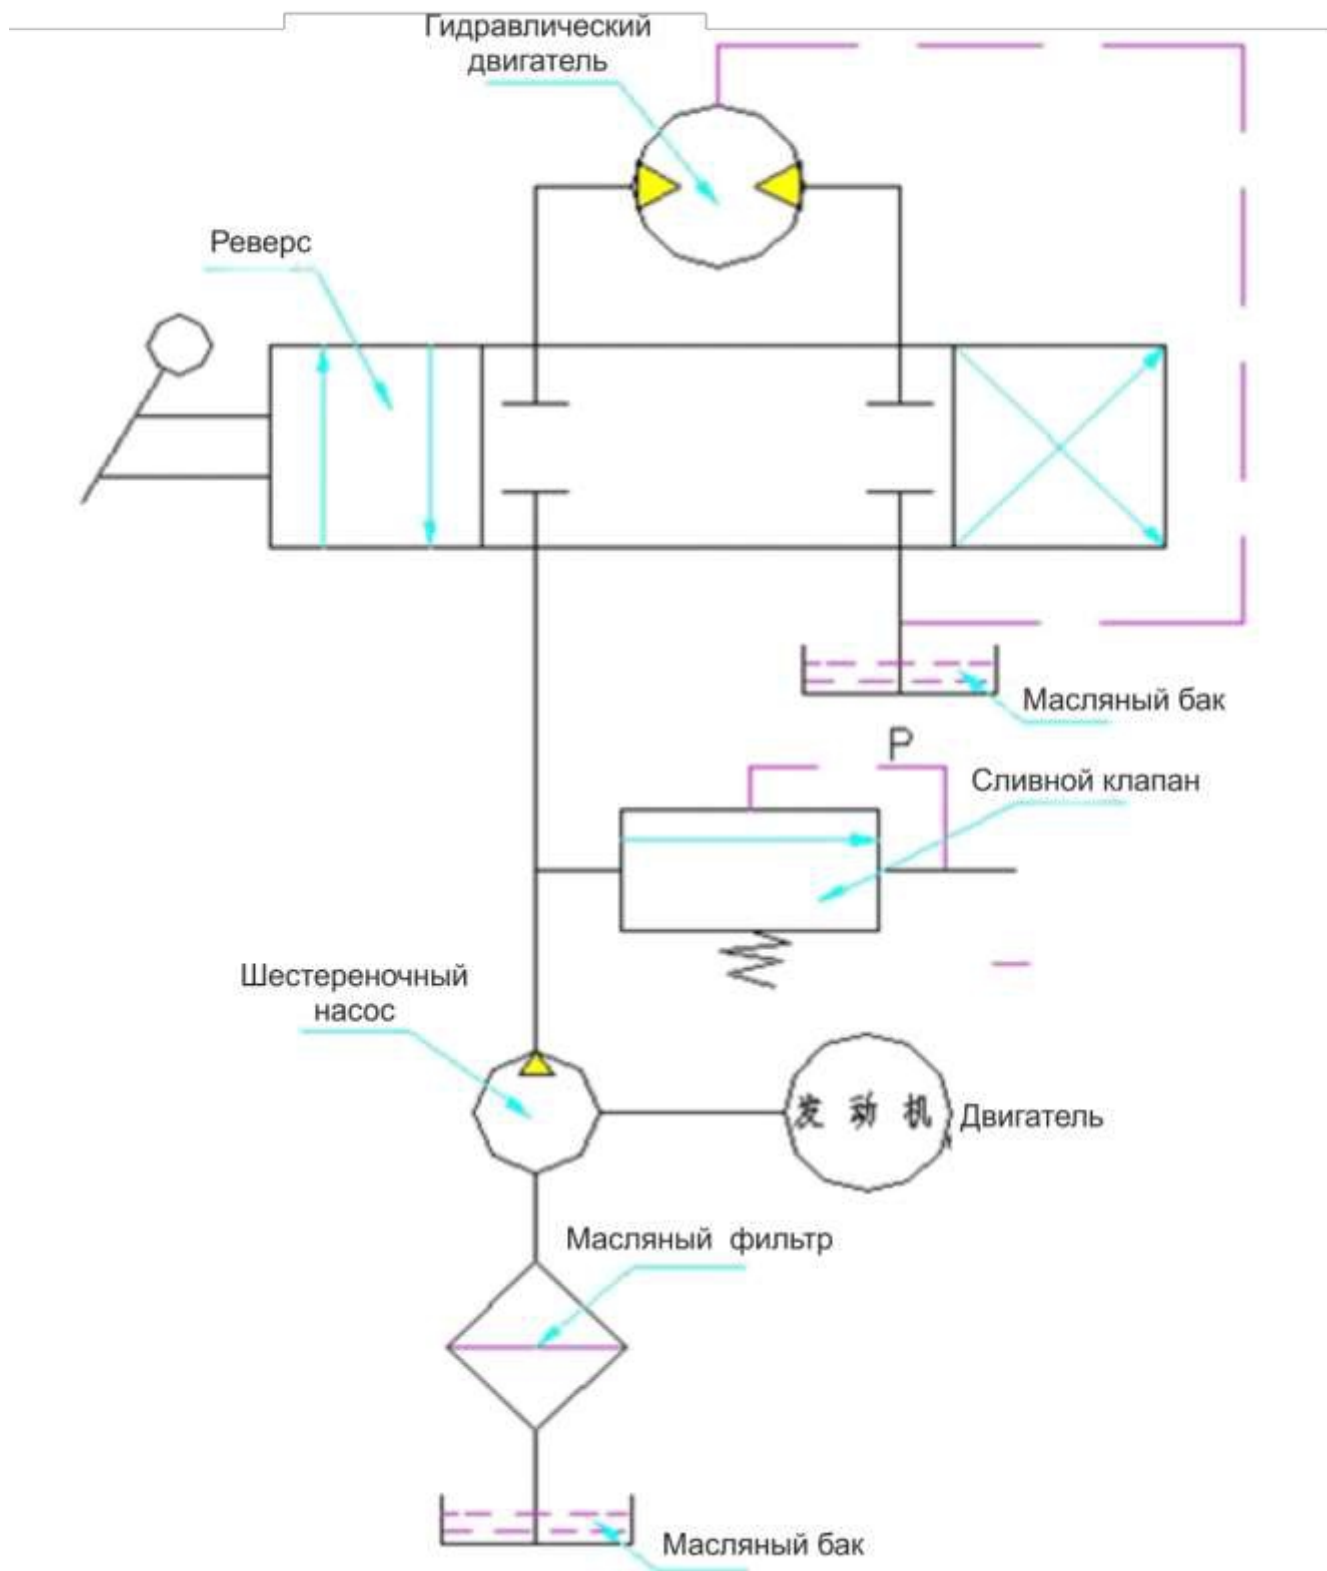 Гидравлический
двигатель
Реверс
Масляный бак
P
Сливной клапан
Шестереночный
насос
发动机
Двигатель
Масляный фильтр
Масляный бак